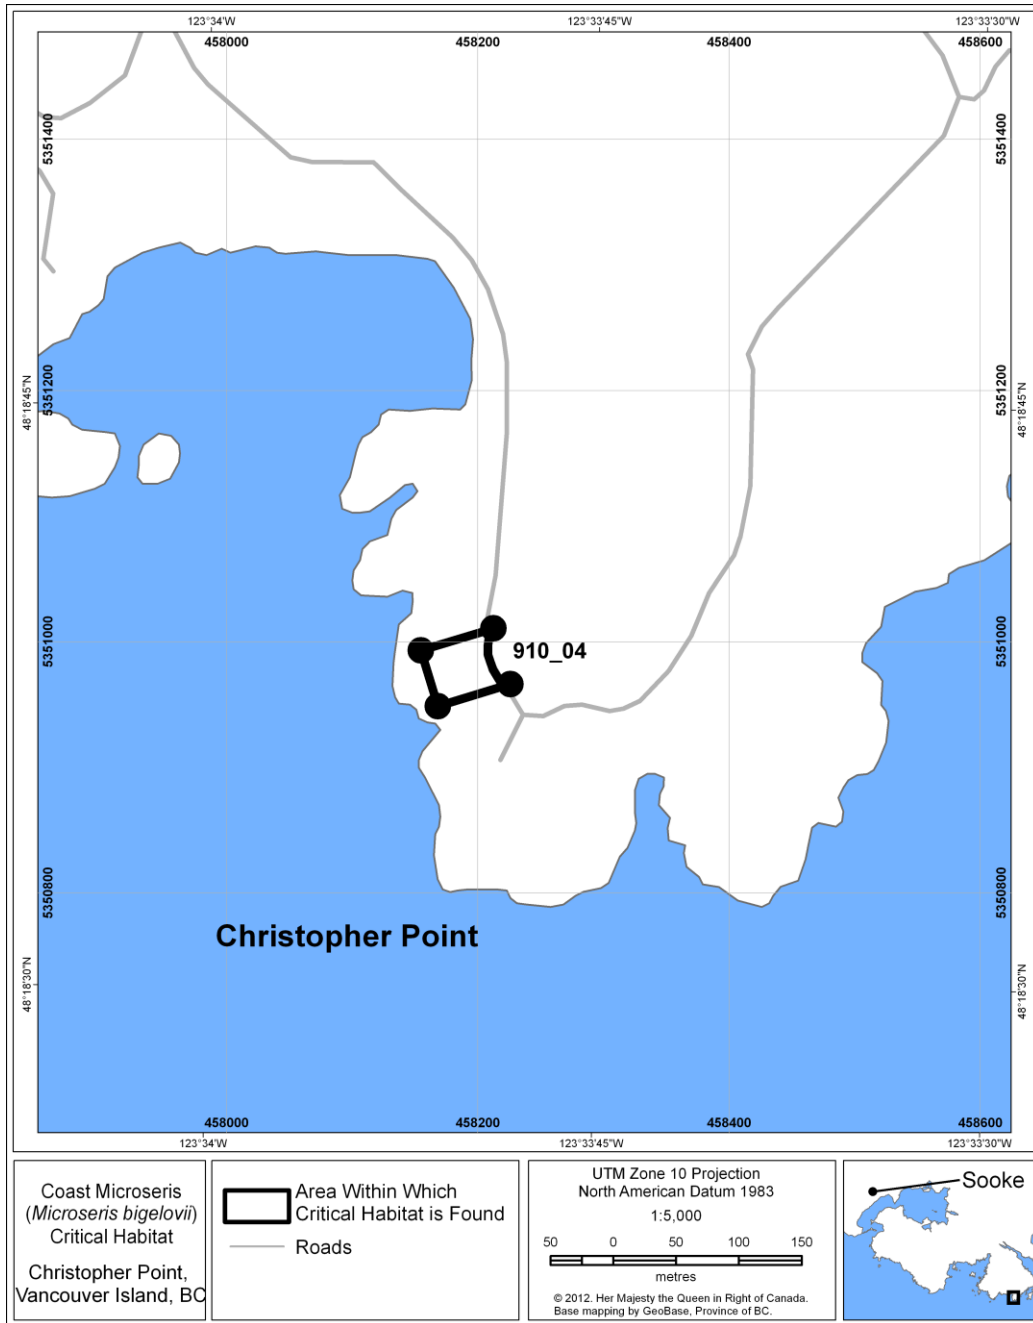 123°34'W
123°33'45"W
123°33'30"W
458000
458200
458400
458600
5351400
5351400
5351200
5351200
48°18'45"N
48°18'45"N
5351000
5351000
910_04
5350800
5350800
Christopher Point
48°18'30"N
48°18'30"N
458000
458200
458400
458600
123°34'W
123°33'45"W
123°33'30"W
Coast Microseris
(Microseris bigelovii)
Critical Habitat
Christopher Point,
Vancouver Island, BC
Area Within Which
Critical Habitat is Found
Roads
UTM Zone 10 Projection
North American Datum 1983
1:5,000
50 0 50 100 150
metres
© 2012. Her Majesty the Queen in Right of Canada.
Base mapping by GeoBase, Province of BC.
Sooke